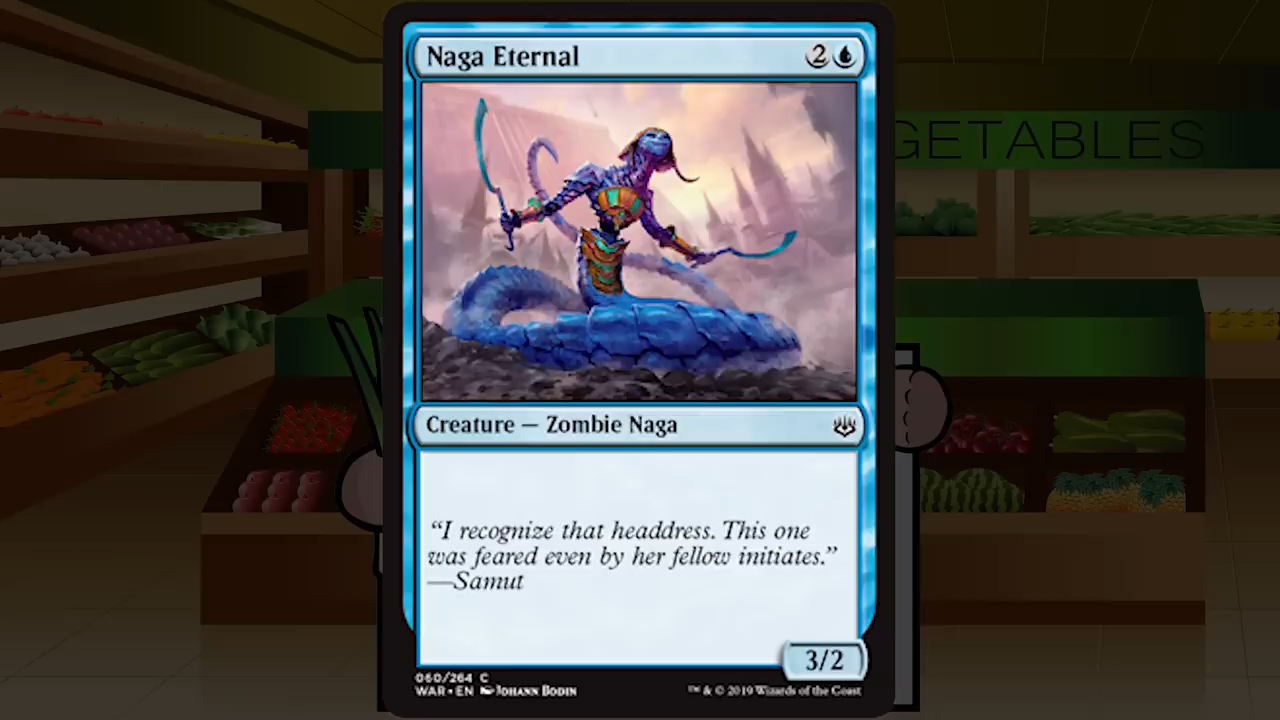 Naga Eternal 2
GETABLES
Creature — Zombie Naga
“I recognize that headdress. This one
was feared even by her fellow initiates.”
—Samut
3/2
060/264 C
WAR • EN Johann Bodin
™ & © 2019 Wizards of the Coast